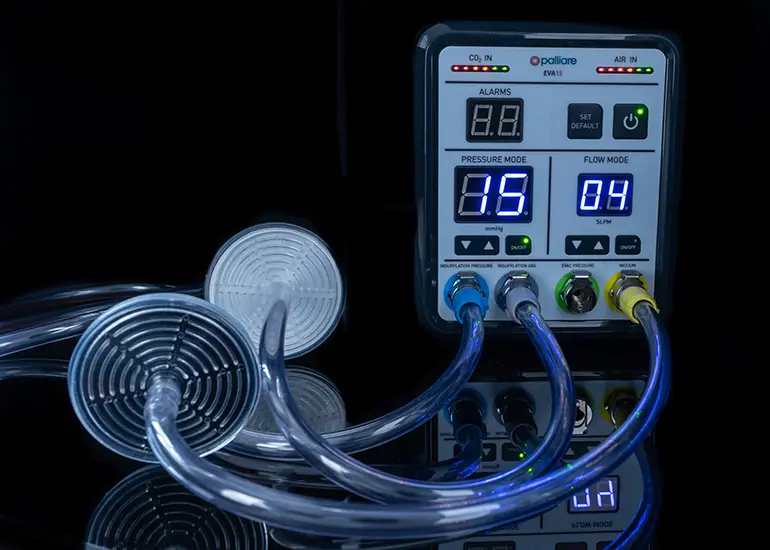 CO₂ IN
palliare
AIR IN
EVA15
ALARMS
88
SET
DEFAULT
PRESSURE MODE
FLOW MODE
15
04
mmHg
SLPM
ON/OFF
ON/OFF
INSUFFLATION PRESSURE
INSUFFLATION GAS
EVAC PRESSURE
VACUUM